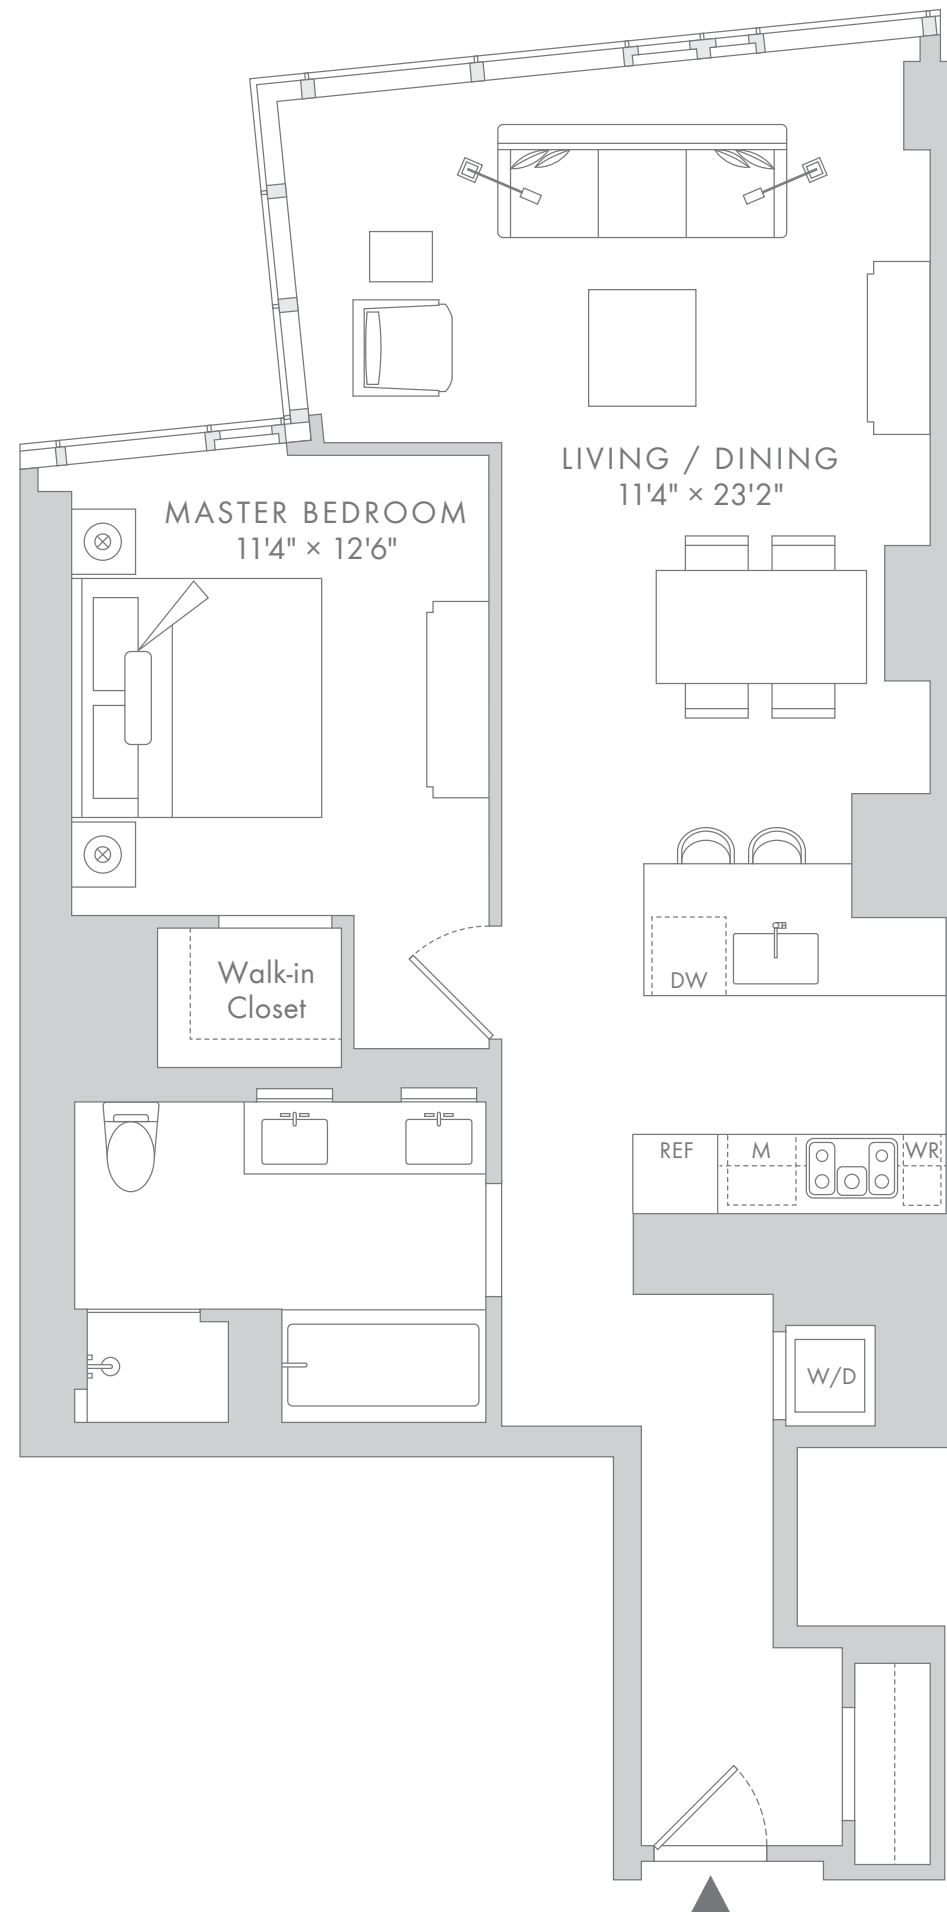 LIVING / DINING
11'4" × 23'2"
MASTER BEDROOM
11'4" × 12'6"
Walk-in
Closet
DW
REF
M
WR
W/D